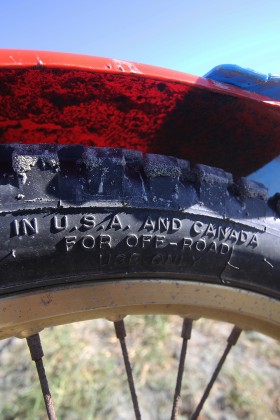 IN U.S.A. AND CANADA
FOR OFF-ROAD
USE ONLY